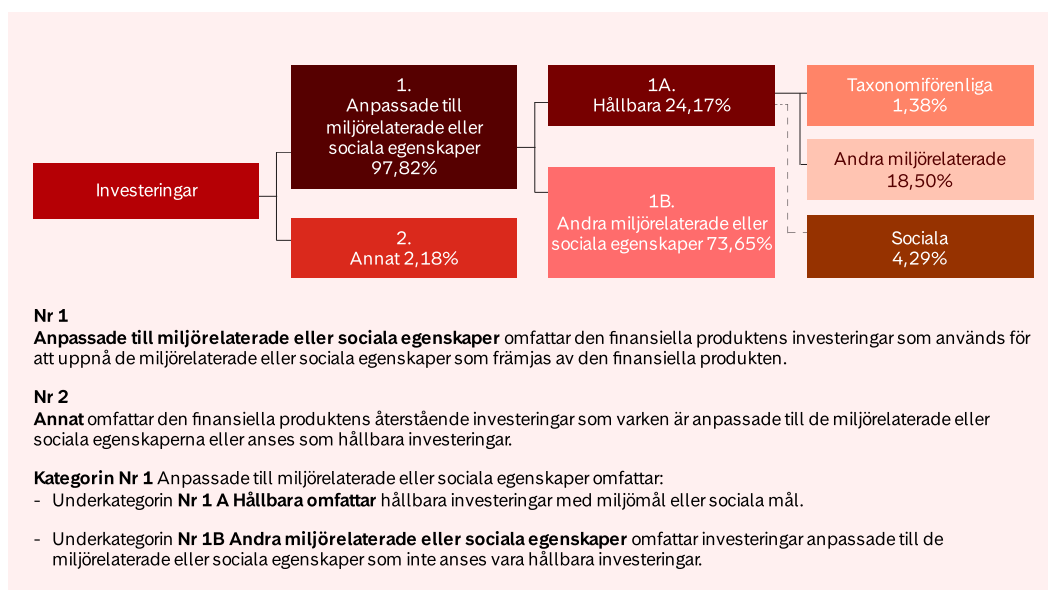 Investeringar
1.
Anpassade till
miljörelaterade eller
sociala egenskaper
97,82%
2.
Annat 2,18%
1A.
Hållbara 24,17%
1B.
Andra miljörelaterade eller
sociala egenskaper 73,65%
Taxonomiförenliga
1,38%
Andra miljörelaterade
18,50%
Sociala
4,29%
Nr 1
Anpassade till miljörelaterade eller sociala egenskaper omfattar den finansiella produktens investeringar som används för
att uppnå de miljörelaterade eller sociala egenskaper som främjas av den finansiella produkten.
Nr 2
Annat omfattar den finansiella produktens återstående investeringar som varken är anpassade till de miljörelaterade eller
sociala egenskaperna eller anses som hållbara investeringar.
Kategorin Nr 1 Anpassade till miljörelaterade eller sociala egenskaper omfattar:
- Underkategorin Nr 1 A Hållbara omfattar hållbara investeringar med miljömål eller sociala mål.
- Underkategorin Nr 1B Andra miljörelaterade eller sociala egenskaper omfattar investeringar anpassade till de
miljörelaterade eller sociala egenskaper som inte anses vara hållbara investeringar.